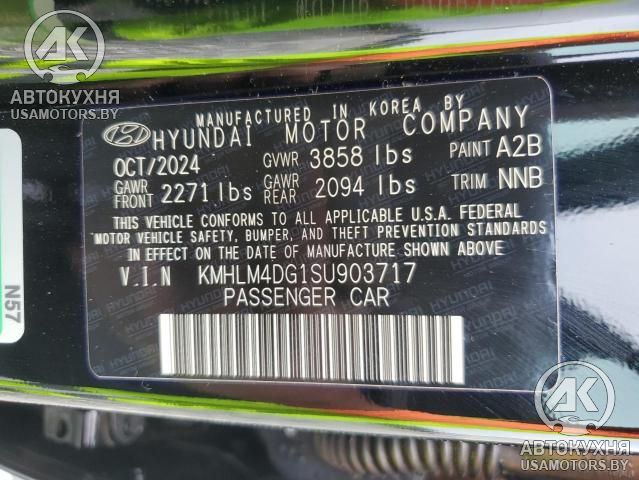 АВТОКУХНЯ
USAMOTORS.BY
АВТОКУХНЯ
USAMOTORS.BY
MANUFACTURED IN KOREA BY
HYUNDAI MOTOR COMPANY
OCT/2024 GVWR 3858 lbs PAINT A2B
GAWR FRONT 2271 lbs GAWR REAR 2094 lbs TRIM NNB
THIS VEHICLE CONFORMS TO ALL APPLICABLE U.S.A. FEDERAL
MOTOR VEHICLE SAFETY, BUMPER, AND THEFT PREVENTION STANDARDS
IN EFFECT ON THE DATE OF MANUFACTURE SHOWN ABOVE.
V.I.N KMHLM4DG1SU903717
PASSENGER CAR
N57
АВТОКУХНЯ
USAMOTORS.BY